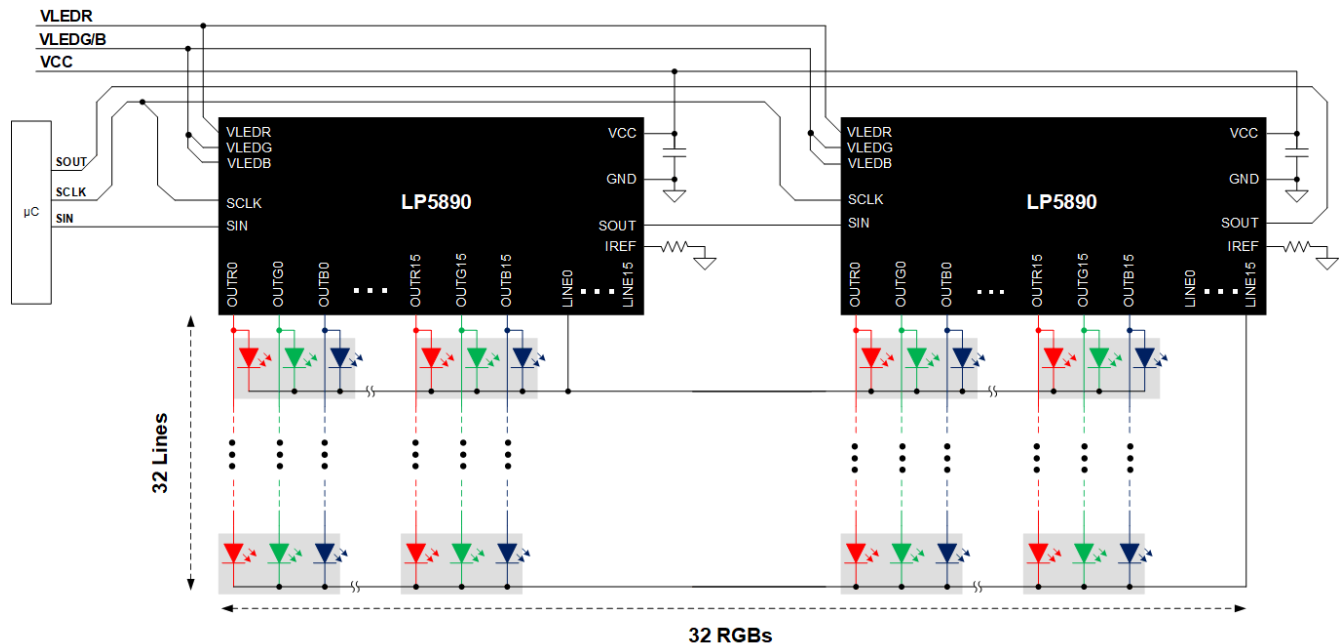 VLEDR
VLEDG/B
VCC
µC
SOUT
SCLK
SIN
VLEDR
VLEDG
VLEDB
SCLK
SIN
LP5890
VCC
GND
SOUT
IREF
OUTR0
OUTG0
OUTB0
OUTR15
OUTG15
OUTB15
LINE0
LINE15
VLEDR
VLEDG
VLEDB
SCLK
SIN
LP5890
VCC
GND
SOUT
IREF
OUTR0
OUTG0
OUTB0
OUTR15
OUTG15
OUTB15
LINE0
LINE15
32 Lines
32 RGBs